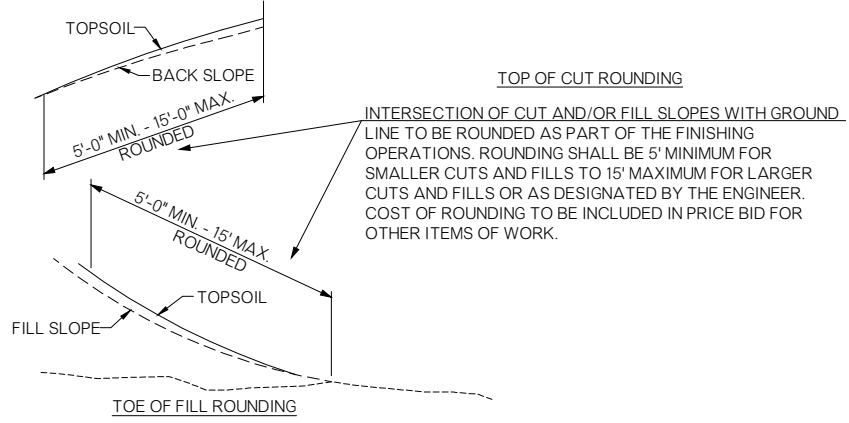 TOPSOIL
BACK SLOPE
5'-0" MIN. - 15'-0" MAX.
ROUNDED
TOP OF CUT ROUNDING
INTERSECTION OF CUT AND/OR FILL SLOPES WITH GROUND
LINE TO BE ROUNDED AS PART OF THE FINISHING
OPERATIONS. ROUNDING SHALL BE 5' MINIMUM FOR
SMALLER CUTS AND FILLS TO 15' MAXIMUM FOR LARGER
CUTS AND FILLS OR AS DESIGNATED BY THE ENGINEER.
COST OF ROUNDING TO BE INCLUDED IN PRICE BID FOR
OTHER ITEMS OF WORK.
5'-0" MIN. - 15' MAX.
ROUNDED
TOPSOIL
FILL SLOPE
TOE OF FILL ROUNDING